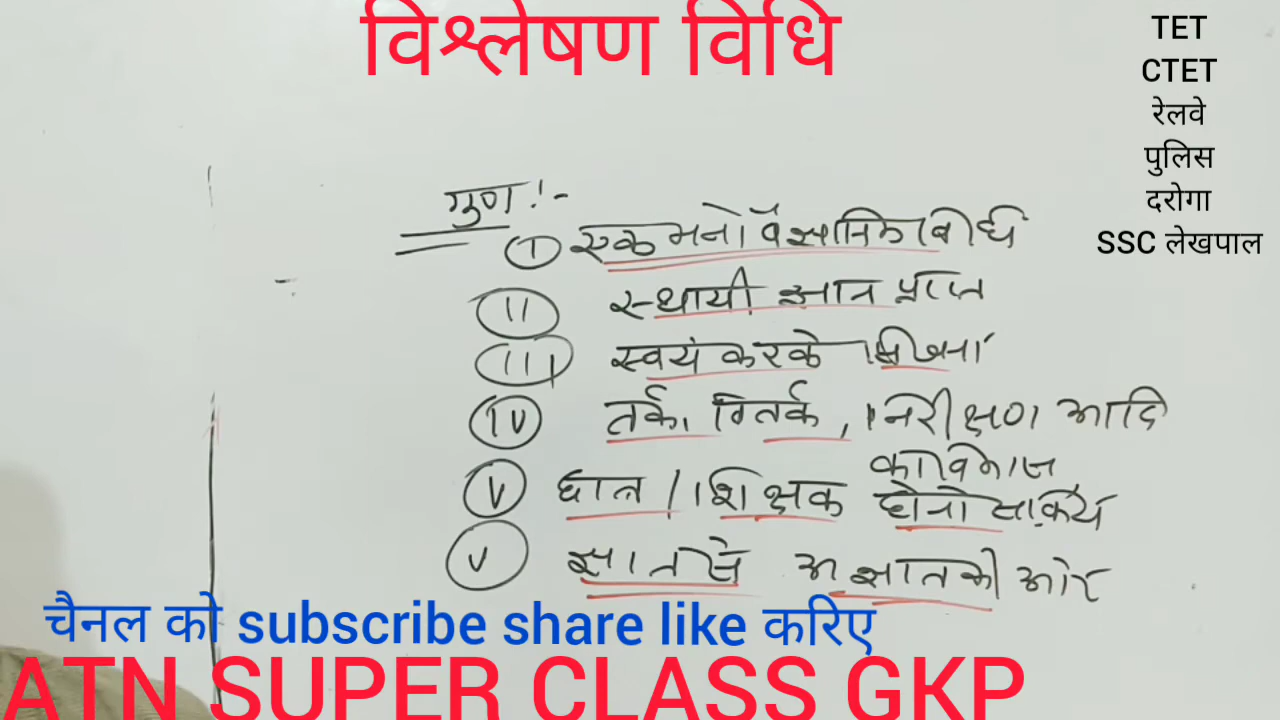 विश्लेषण विधि
TET
CTET
रेलवे
पुलिस
दरोगा
SSC लेखपाल
गुण :-
(I) एक मनोवैज्ञानिक विधि
(II) स्थायी ज्ञान प्राप्त
(III) स्वयं करके सीखना
(IV) तर्क, वितर्क, निरीक्षण आदि
का विकास
(V) छात्र / शिक्षक दोनो सक्रिय
(V) ज्ञात से अज्ञात की ओर
चैनल को subscribe share like करिए
ATN SUPER CLASS GKP